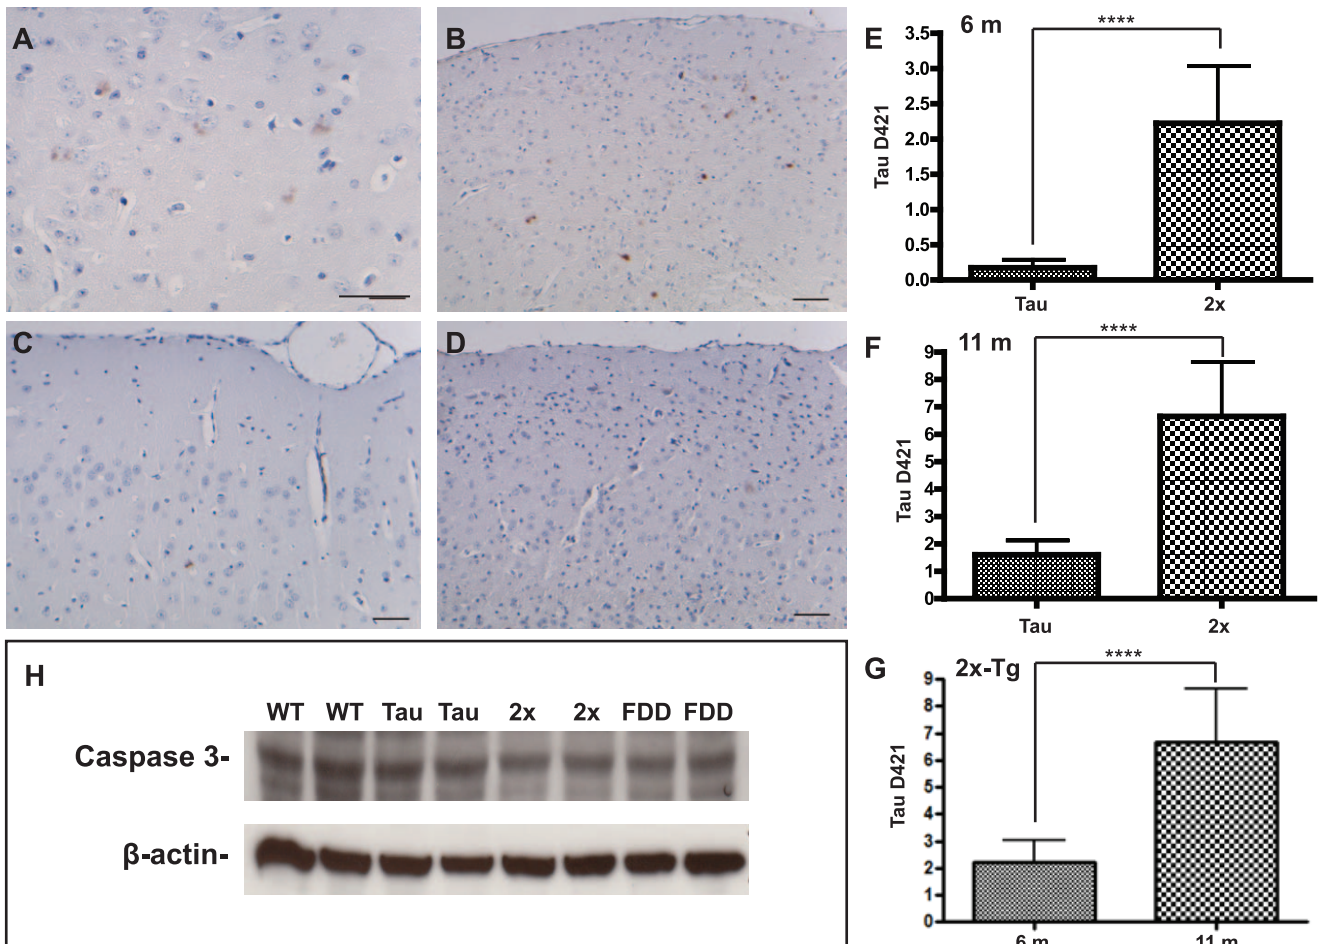 A
B
C
D
E
6 m
****
Tau D421
3.5
3.0
2.5
2.0
1.5
1.0
0.5
0.0
Tau 2x
F
11 m
****
Tau D421
9
8
7
6
5
4
3
2
1
0
Tau 2x
G
2x-Tg
****
Tau D421
9
8
7
6
5
4
3
2
1
0
6 m 11 m
H
WT WT Tau Tau 2x 2x FDD FDD
Caspase 3-
β-actin-